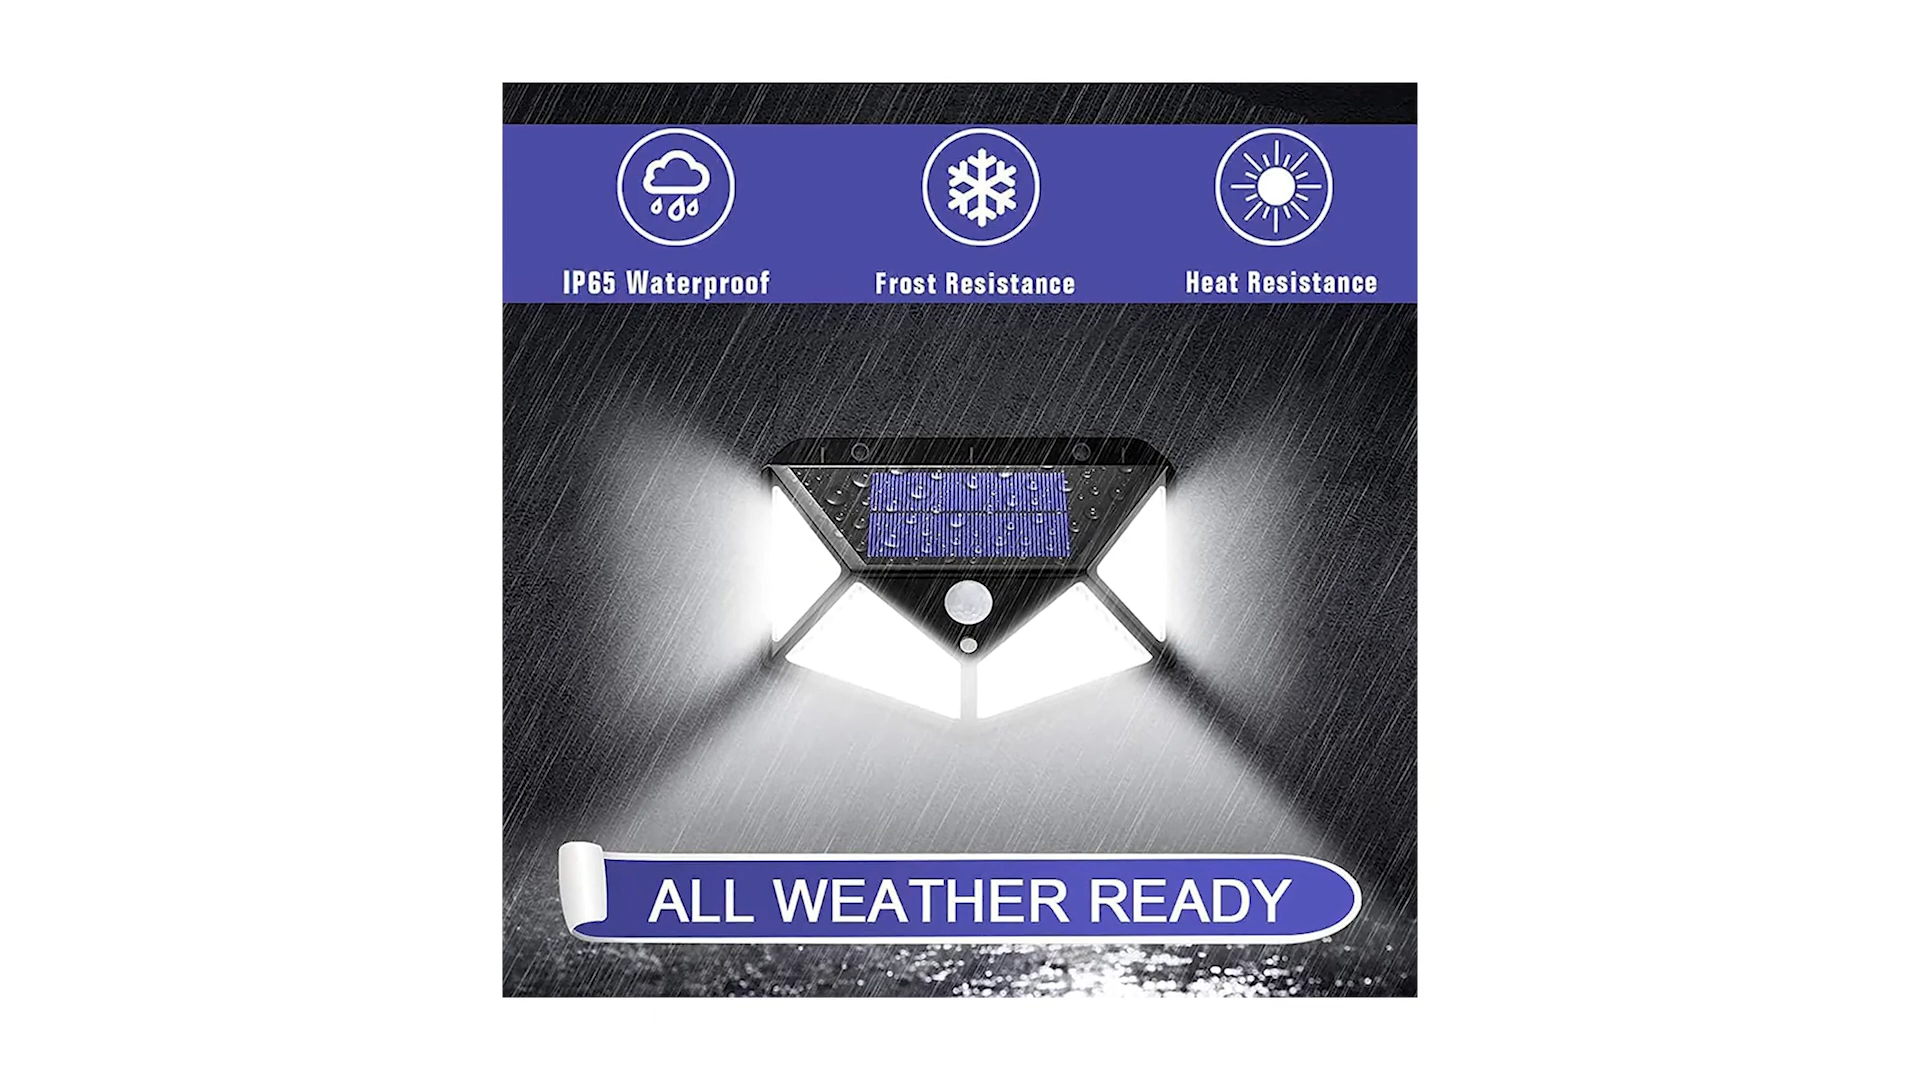 IP65 Waterproof
Frost Resistance
Heat Resistance
ALL WEATHER READY